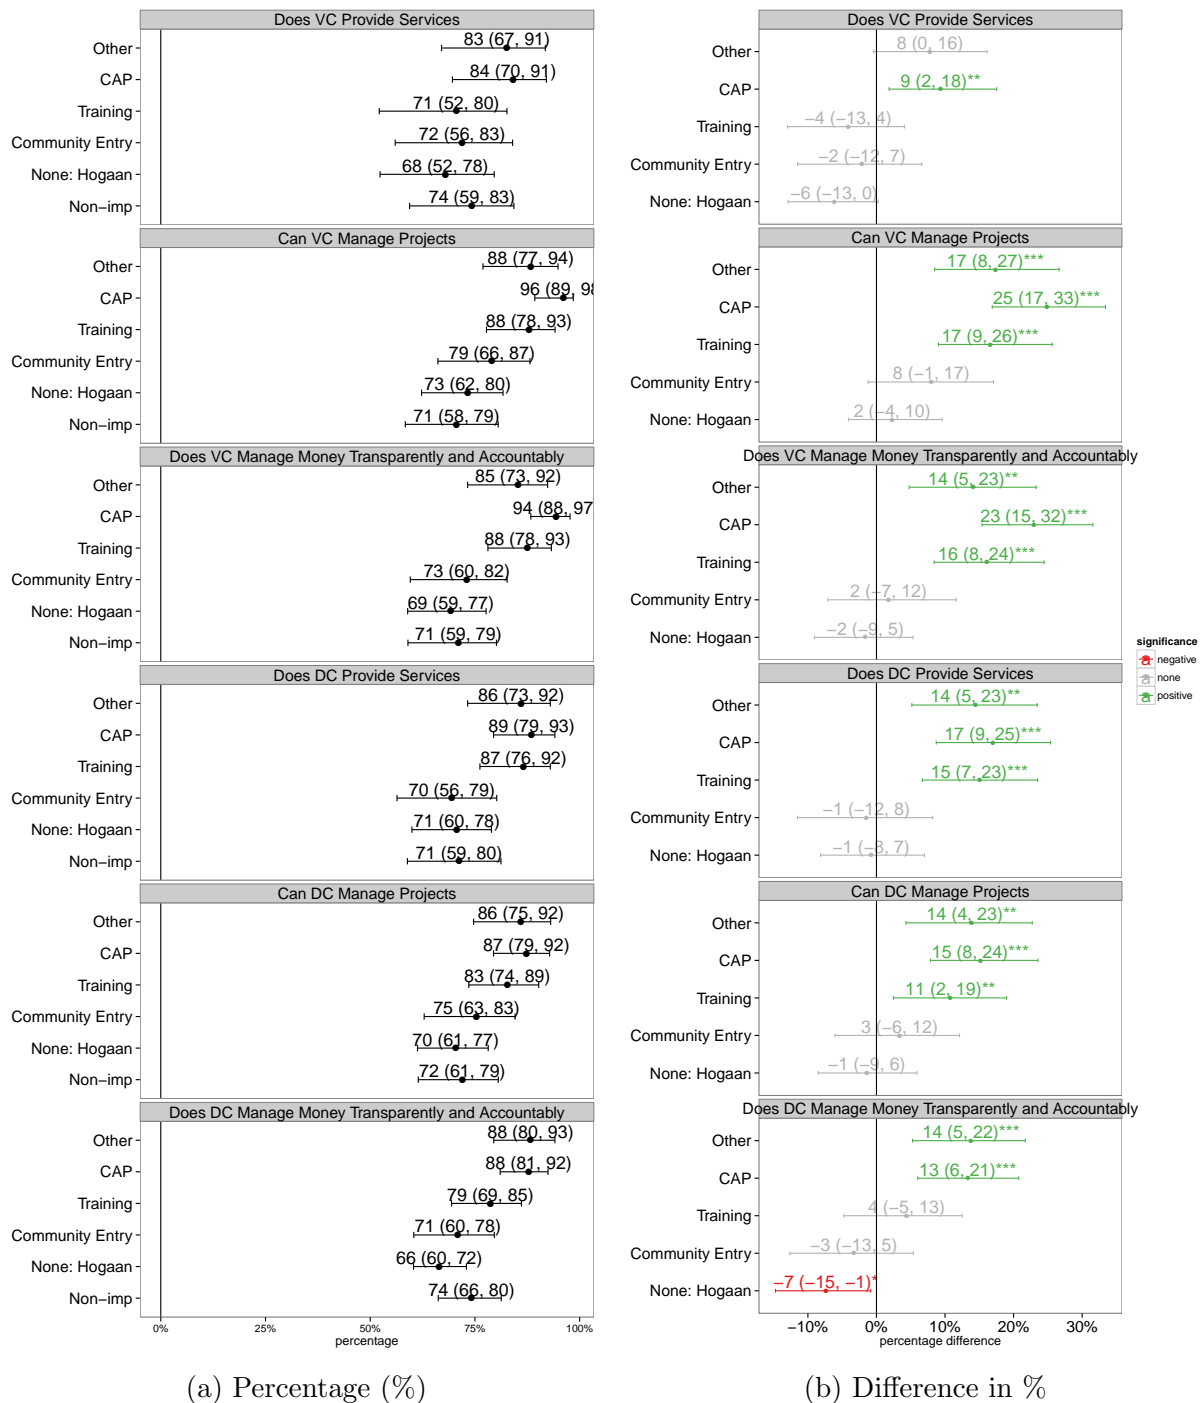 Does VC Provide Services
Other 83 (67, 91)
CAP 84 (70, 91)
Training 71 (52, 80)
Community Entry 72 (56, 83)
None: Hogaan 68 (52, 78)
Non−imp 74 (59, 83)
Can VC Manage Projects
Other 88 (77, 94)
CAP 96 (89, 98
Training 88 (78, 93)
Community Entry 79 (66, 87)
None: Hogaan 73 (62, 80)
Non−imp 71 (58, 79)
Does VC Manage Money Transparently and Accountably
Other 85 (73, 92)
CAP 94 (88, 97
Training 88 (78, 93)
Community Entry 73 (60, 82)
None: Hogaan 69 (59, 77)
Non−imp 71 (59, 79)
Does DC Provide Services
Other 86 (73, 92)
CAP 89 (79, 93)
Training 87 (76, 92)
Community Entry 70 (56, 79)
None: Hogaan 71 (60, 78)
Non−imp 71 (59, 80)
Can DC Manage Projects
Other 86 (75, 92)
CAP 87 (79, 92)
Training 83 (74, 89)
Community Entry 75 (63, 83)
None: Hogaan 70 (61, 77)
Non−imp 72 (61, 79)
Does DC Manage Money Transparently and Accountably
Other 88 (80, 93)
CAP 88 (81, 92)
Training 79 (69, 85)
Community Entry 71 (60, 78)
None: Hogaan 66 (60, 72)
Non−imp 74 (66, 80)
0% 25% 50% 75% 100%
percentage
(a) Percentage (%)
Does VC Provide Services
Other 8 (0, 16)
CAP 9 (2, 18)**
Training −4 (−13, 4)
Community Entry −2 (−12, 7)
None: Hogaan −6 (−13, 0)
Can VC Manage Projects
Other 17 (8, 27)***
CAP 25 (17, 33)***
Training 17 (9, 26)***
Community Entry 8 (−1, 17)
None: Hogaan 2 (−4, 10)
Does VC Manage Money Transparently and Accountably
Other 14 (5, 23)**
CAP 23 (15, 32)***
Training 16 (8, 24)***
Community Entry 2 (−7, 12)
None: Hogaan −2 (−9, 5)
Does DC Provide Services
Other 14 (5, 23)**
CAP 17 (9, 25)***
Training 15 (7, 23)***
Community Entry −1 (−12, 8)
None: Hogaan −1 (−8, 7)
Can DC Manage Projects
Other 14 (4, 23)**
CAP 15 (8, 24)***
Training 11 (2, 19)**
Community Entry 3 (−6, 12)
None: Hogaan −1 (−9, 6)
Does DC Manage Money Transparently and Accountably
Other 14 (5, 22)***
CAP 13 (6, 21)***
Training 4 (−5, 13)
Community Entry −3 (−13, 5)
None: Hogaan −7 (−15, −1)*
−10% 0% 10% 20% 30%
percentage difference
(b) Difference in %
significance
a negative
a none
a positive